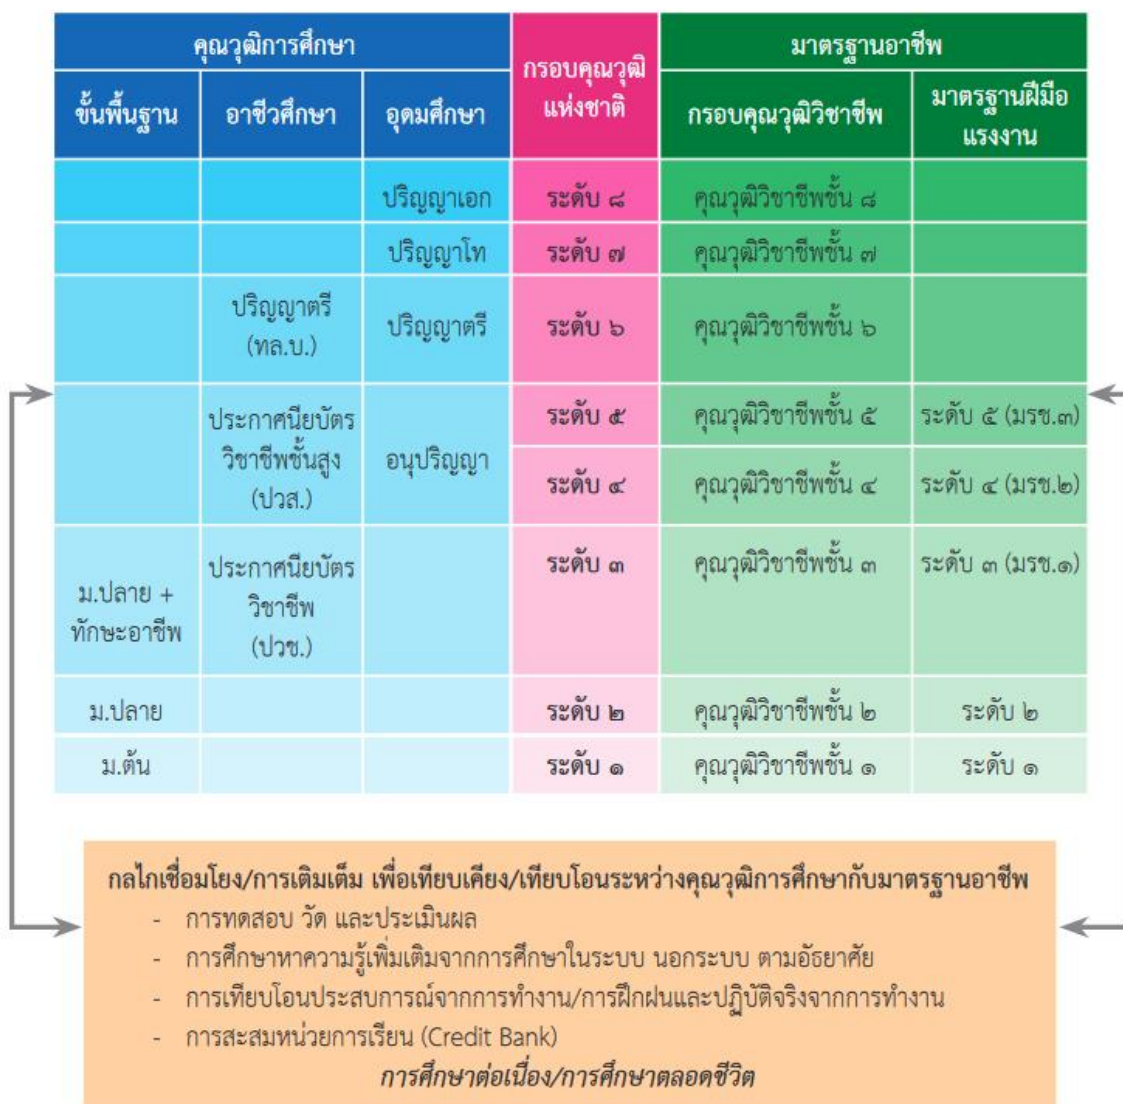 คุณวุฒิการศึกษา
กรอบคุณวุฒิ
แห่งชาติ
มาตรฐานอาชีพ
ขั้นพื้นฐาน
อาชีวศึกษา
อุดมศึกษา
กรอบคุณวุฒิวิชาชีพ
มาตรฐานฝีมือ
แรงงาน
ปริญญาเอก
ระดับ ๘
คุณวุฒิวิชาชีพชั้น ๘
ปริญญาโท
ระดับ ๗
คุณวุฒิวิชาชีพชั้น ๗
ปริญญาตรี
(ทล.บ.)
ปริญญาตรี
ระดับ ๖
คุณวุฒิวิชาชีพชั้น ๖
ประกาศนียบัตร
วิชาชีพชั้นสูง
(ปวส.)
อนุปริญญา
ระดับ ๕
คุณวุฒิวิชาชีพชั้น ๕
ระดับ ๕ (มรช.๓)
ระดับ ๔
คุณวุฒิวิชาชีพชั้น ๔
ระดับ ๔ (มรช.๒)
ม.ปลาย +
ทักษะอาชีพ
ประกาศนียบัตร
วิชาชีพ
(ปวช.)
ระดับ ๓
คุณวุฒิวิชาชีพชั้น ๓
ระดับ ๓ (มรช.๑)
ม.ปลาย
ระดับ ๒
คุณวุฒิวิชาชีพชั้น ๒
ระดับ ๒
ม.ต้น
ระดับ ๑
คุณวุฒิวิชาชีพชั้น ๑
ระดับ ๑
กลไกเชื่อมโยง/การเติมเต็ม เพื่อเทียบเคียง/เทียบโอนระหว่างคุณวุฒิการศึกษากับมาตรฐานอาชีพ
- การทดสอบ วัด และประเมินผล
- การศึกษาหาความรู้เพิ่มเติมจากการศึกษาในระบบ นอกระบบ ตามอัธยาศัย
- การเทียบโอนประสบการณ์จากการทำงาน/การฝึกฝนและปฏิบัติจริงจากการทำงาน
- การสะสมหน่วยการเรียน (Credit Bank)
การศึกษาต่อเนื่อง/การศึกษาตลอดชีวิต